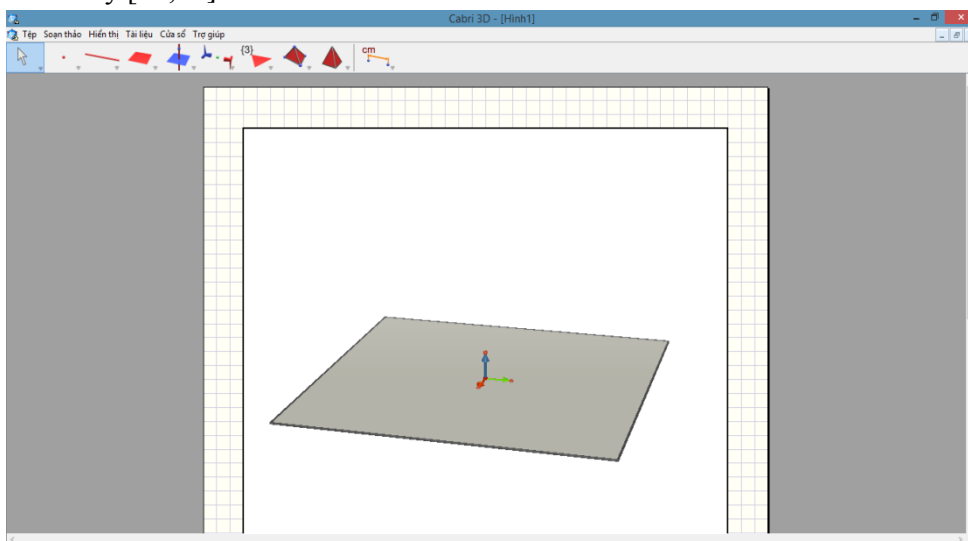 Cabri 3D - [Hình1]
Tệp Soạn thảo Hiển thị Tài liệu Cửa sổ Trợ giúp
{3} cm